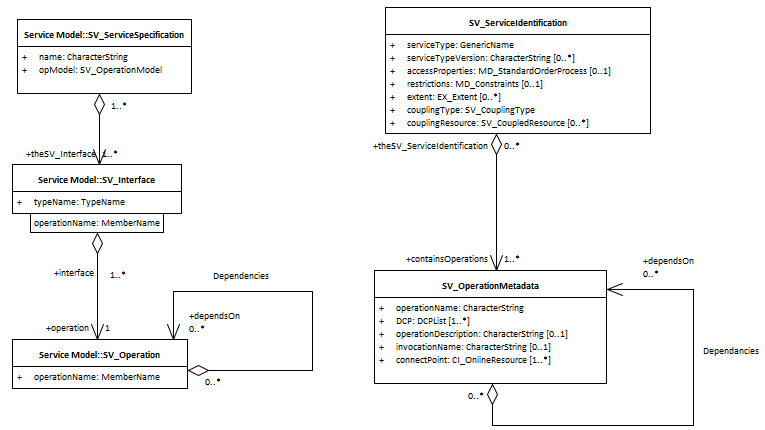 Service Model::SV_ServiceSpecification
+ name: CharacterString
+ opModel: SV_OperationModel
1..*
+theSV_Interface
1..*
Service Model::SV_Interface
+ typeName: TypeName
operationName: MemberName
+interface
1..*
+operation
1
Service Model::SV_Operation
+ operationName: MemberName
Dependencies
+dependsOn
0..*
0..*
SV_ServiceIdentification
+ serviceType: GenericName
+ serviceTypeVersion: CharacterString [0..*]
+ accessProperties: MD_StandardOrderProcess [0..1]
+ restrictions: MD_Constraints [0..1]
+ extent: EX_Extent [0..*]
+ couplingType: SV_CouplingType
+ couplingResource: SV_CoupledResource [0..*]
+theSV_ServiceIdentification
0..*
+containsOperations
1..*
+dependsOn
0..*
SV_OperationMetadata
+ operationName: CharacterString
+ DCP: DCPList [1..*]
+ operationDescription: CharacterString [0..1]
+ invocationName: CharacterString [0..1]
+ connectPoint: CI_OnlineResource [1..*]
Dependancies
0..*